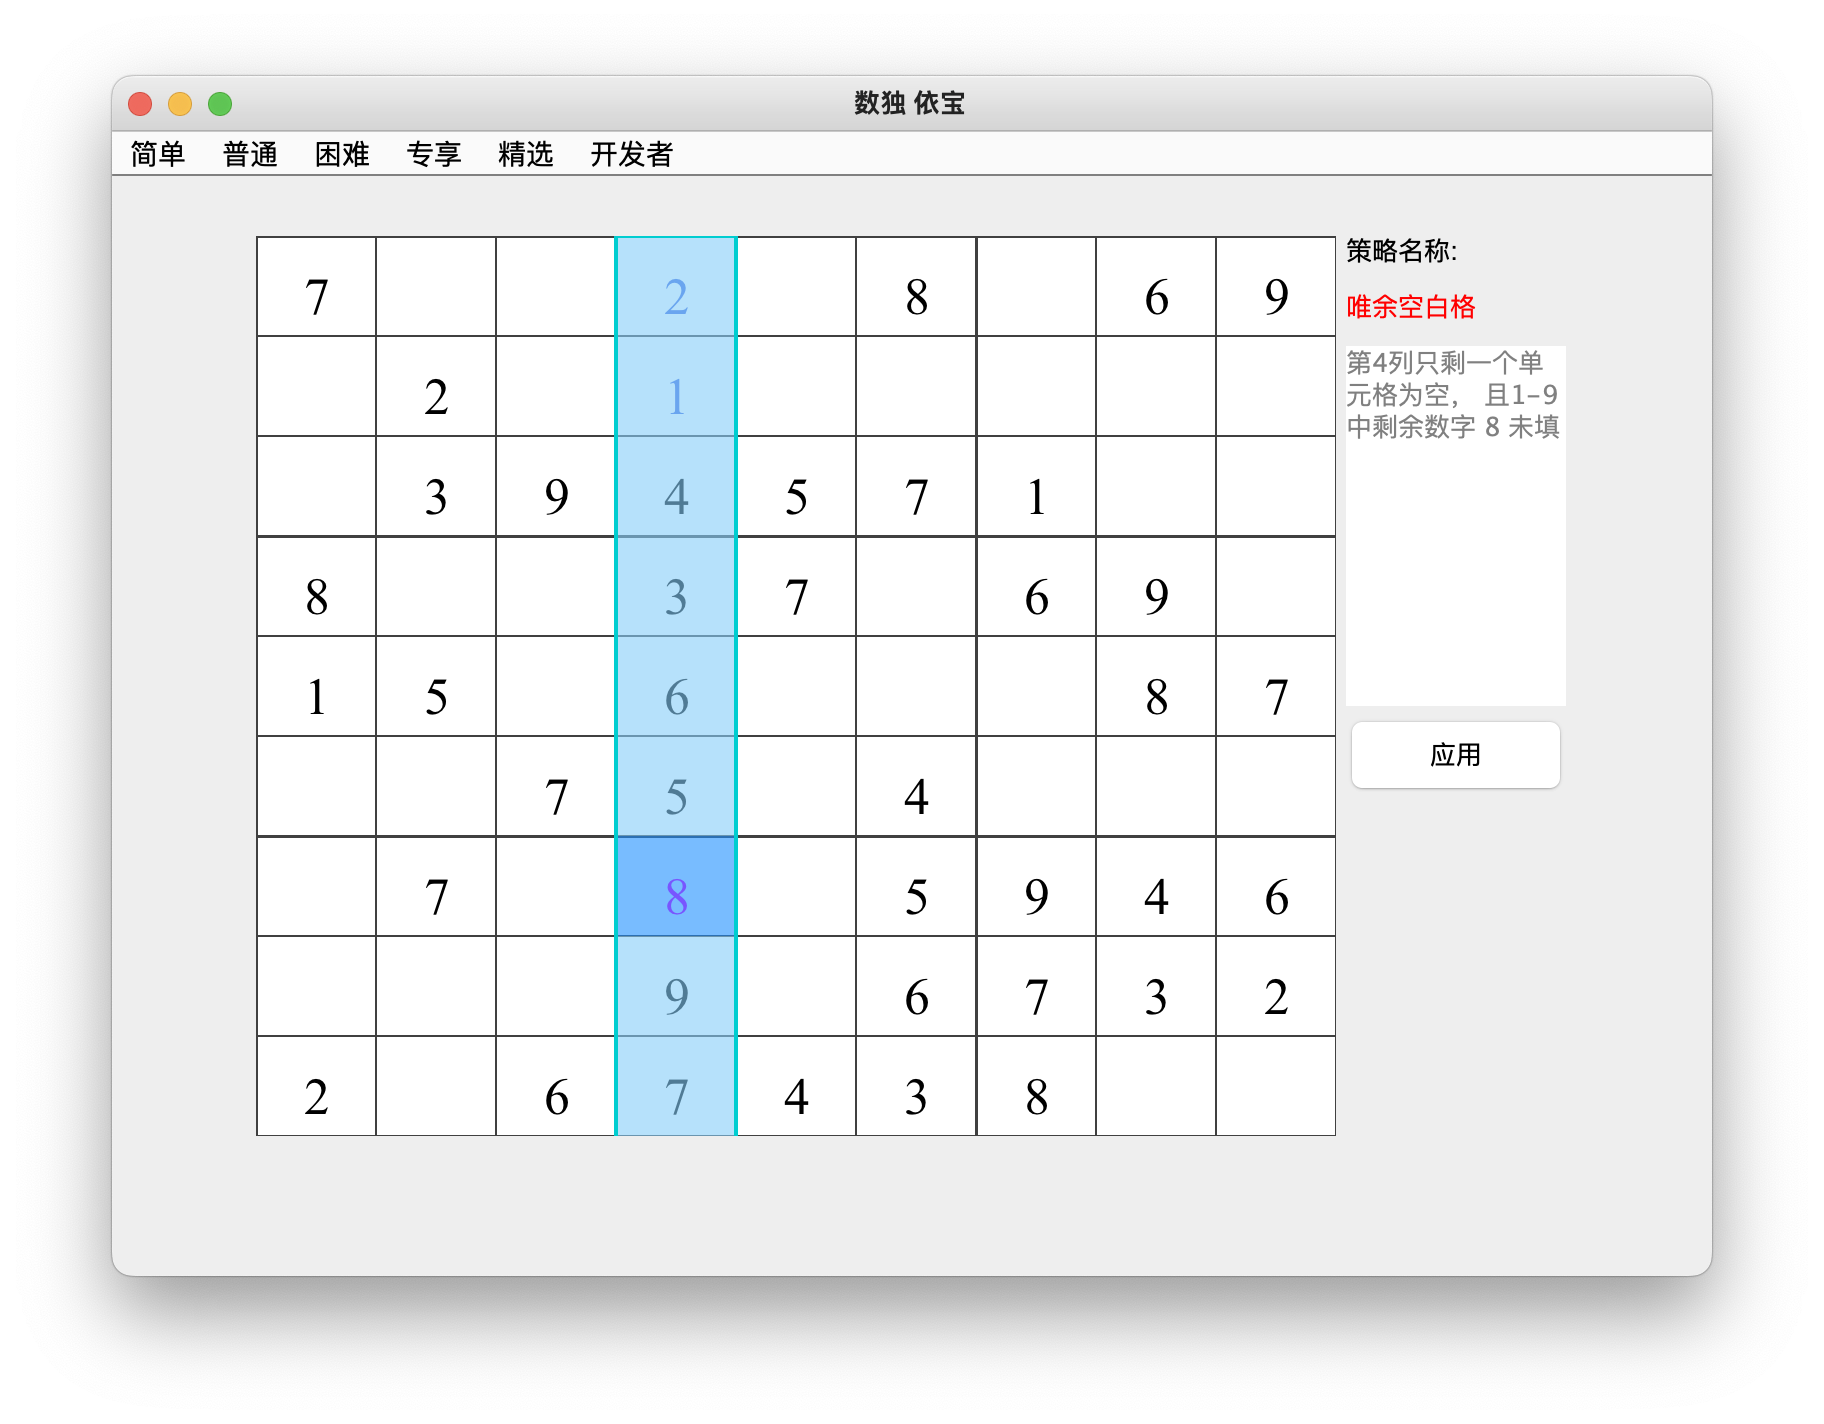 数独 依宝
简单 普通 困难 专享 精选 开发者
7 2 8 6 9
2 1
3 9 4 5 7 1
8 3 7 6 9
1 5 6 8 7
7 5 4
7 8 5 9 4 6
9 6 7 3 2
2 6 7 4 3 8
策略名称:
唯余空白格
第4列只剩一个单
元格为空, 且1-9
中剩余数字 8 未填
应用